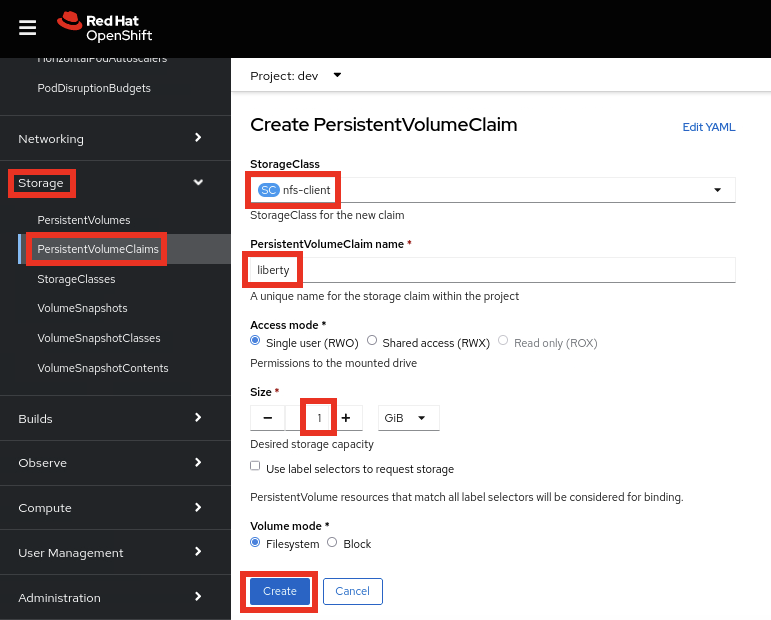 Red Hat
OpenShift
HorizontalPodAutoscalers
PodDisruptionBudgets
Networking
Storage
PersistentVolumes
PersistentVolumeClaims
StorageClasses
VolumeSnapshots
VolumeSnapshotClasses
VolumeSnapshotContents
Builds
Observe
Compute
User Management
Administration
Project: dev
Create PersistentVolumeClaim
Edit YAML
StorageClass
SC nfs-client
StorageClass for the new claim
PersistentVolumeClaim name *
liberty
A unique name for the storage claim within the project
Access mode *
Single user (RWO) Shared access (RWX) Read only (ROX)
Permissions to the mounted drive
Size *
− 1 + GiB
Desired storage capacity
Use label selectors to request storage
PersistentVolume resources that match all label selectors will be considered for binding.
Volume mode *
Filesystem Block
Create Cancel